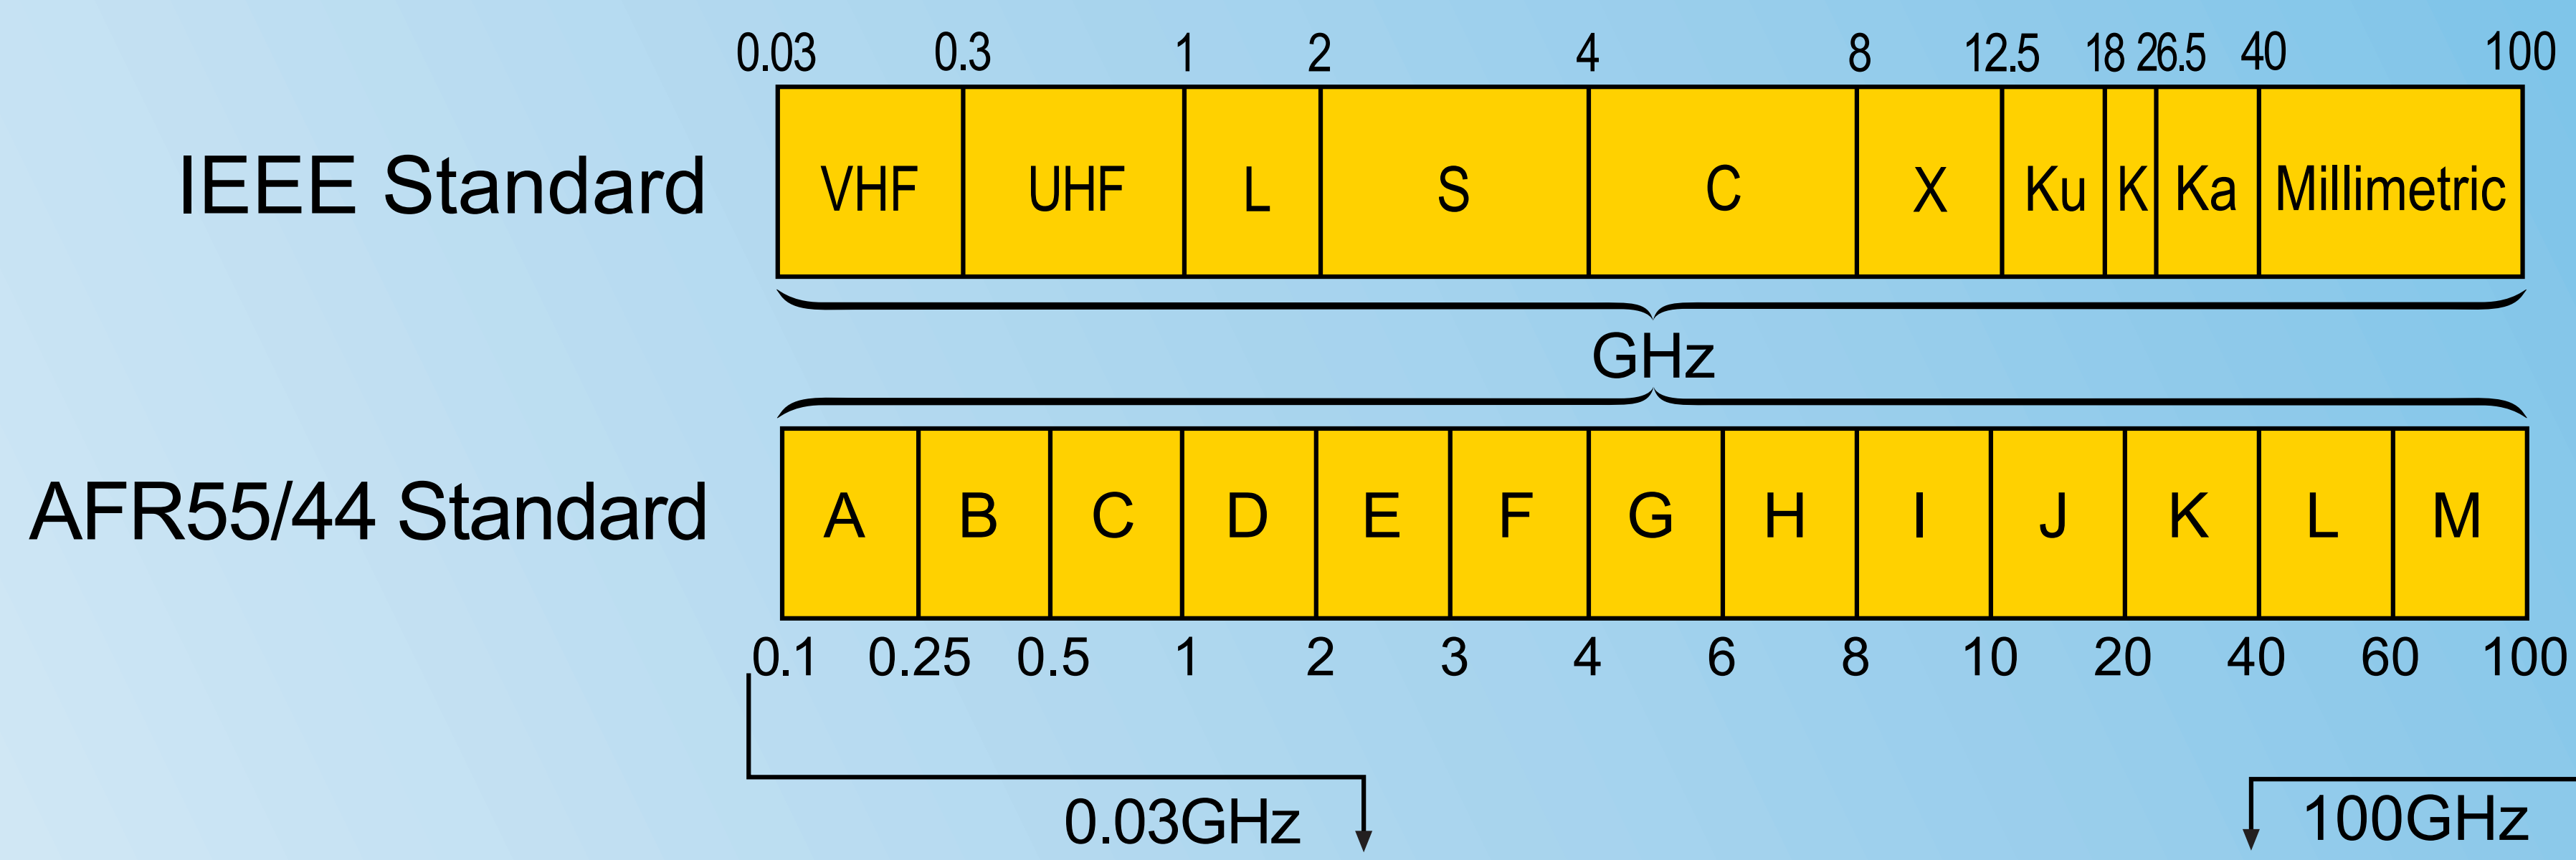 0.03 0.3 1 2 4 8 12.5 18 26.5 40 100
IEEE Standard VHF UHF L S C X Ku K Ka Millimetric
GHz
AFR55/44 Standard A B C D E F G H I J K L M
0.1 0.25 0.5 1 2 3 4 6 8 10 20 40 60 100
0.03GHz 100GHz